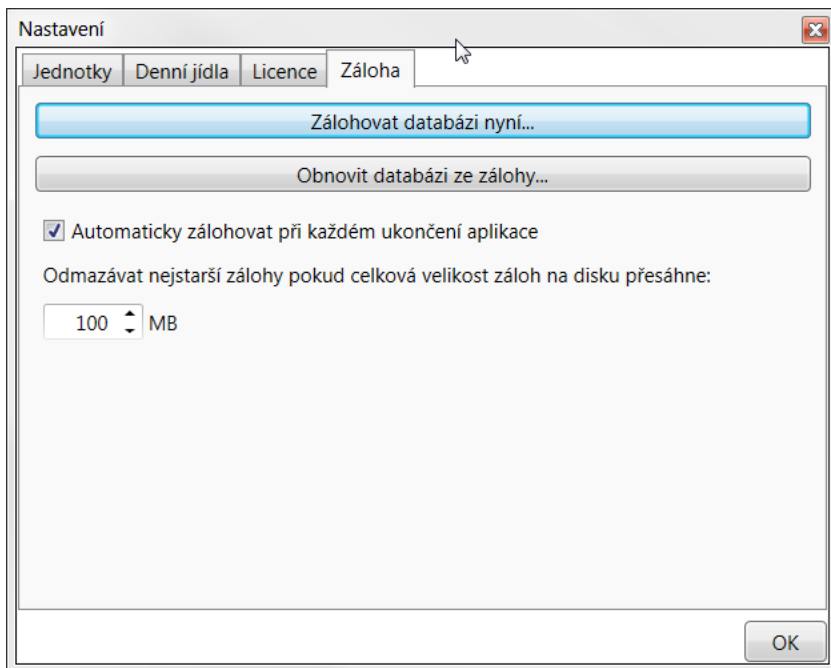 Nastavení
Jednotky
Denní jídla
Licence
Záloha
Zálohovat databázi nyní...
Obnovit databázi ze zálohy...
Automaticky zálohovat při každém ukončení aplikace
Odmazávat nejstarší zálohy pokud celková velikost záloh na disku přesáhne:
100 MB
OK